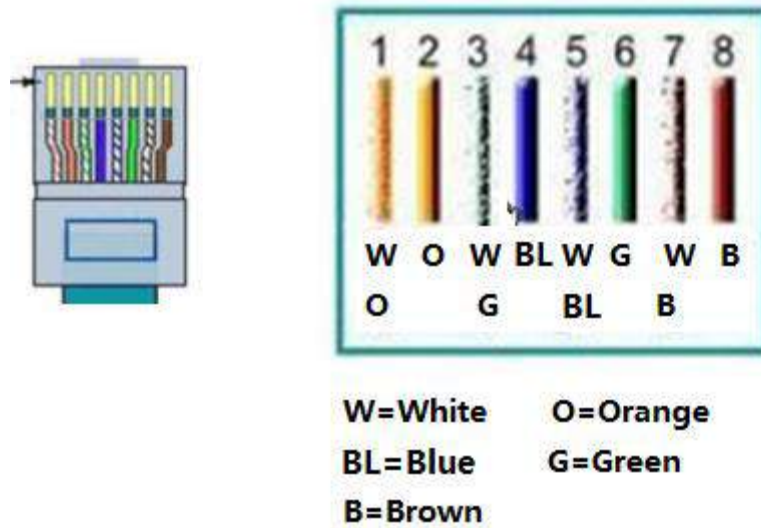 1 2 3 4 5 6 7 8
W O W BL W G W B
O G BL B
W=White O=Orange
BL=Blue G=Green
B=Brown